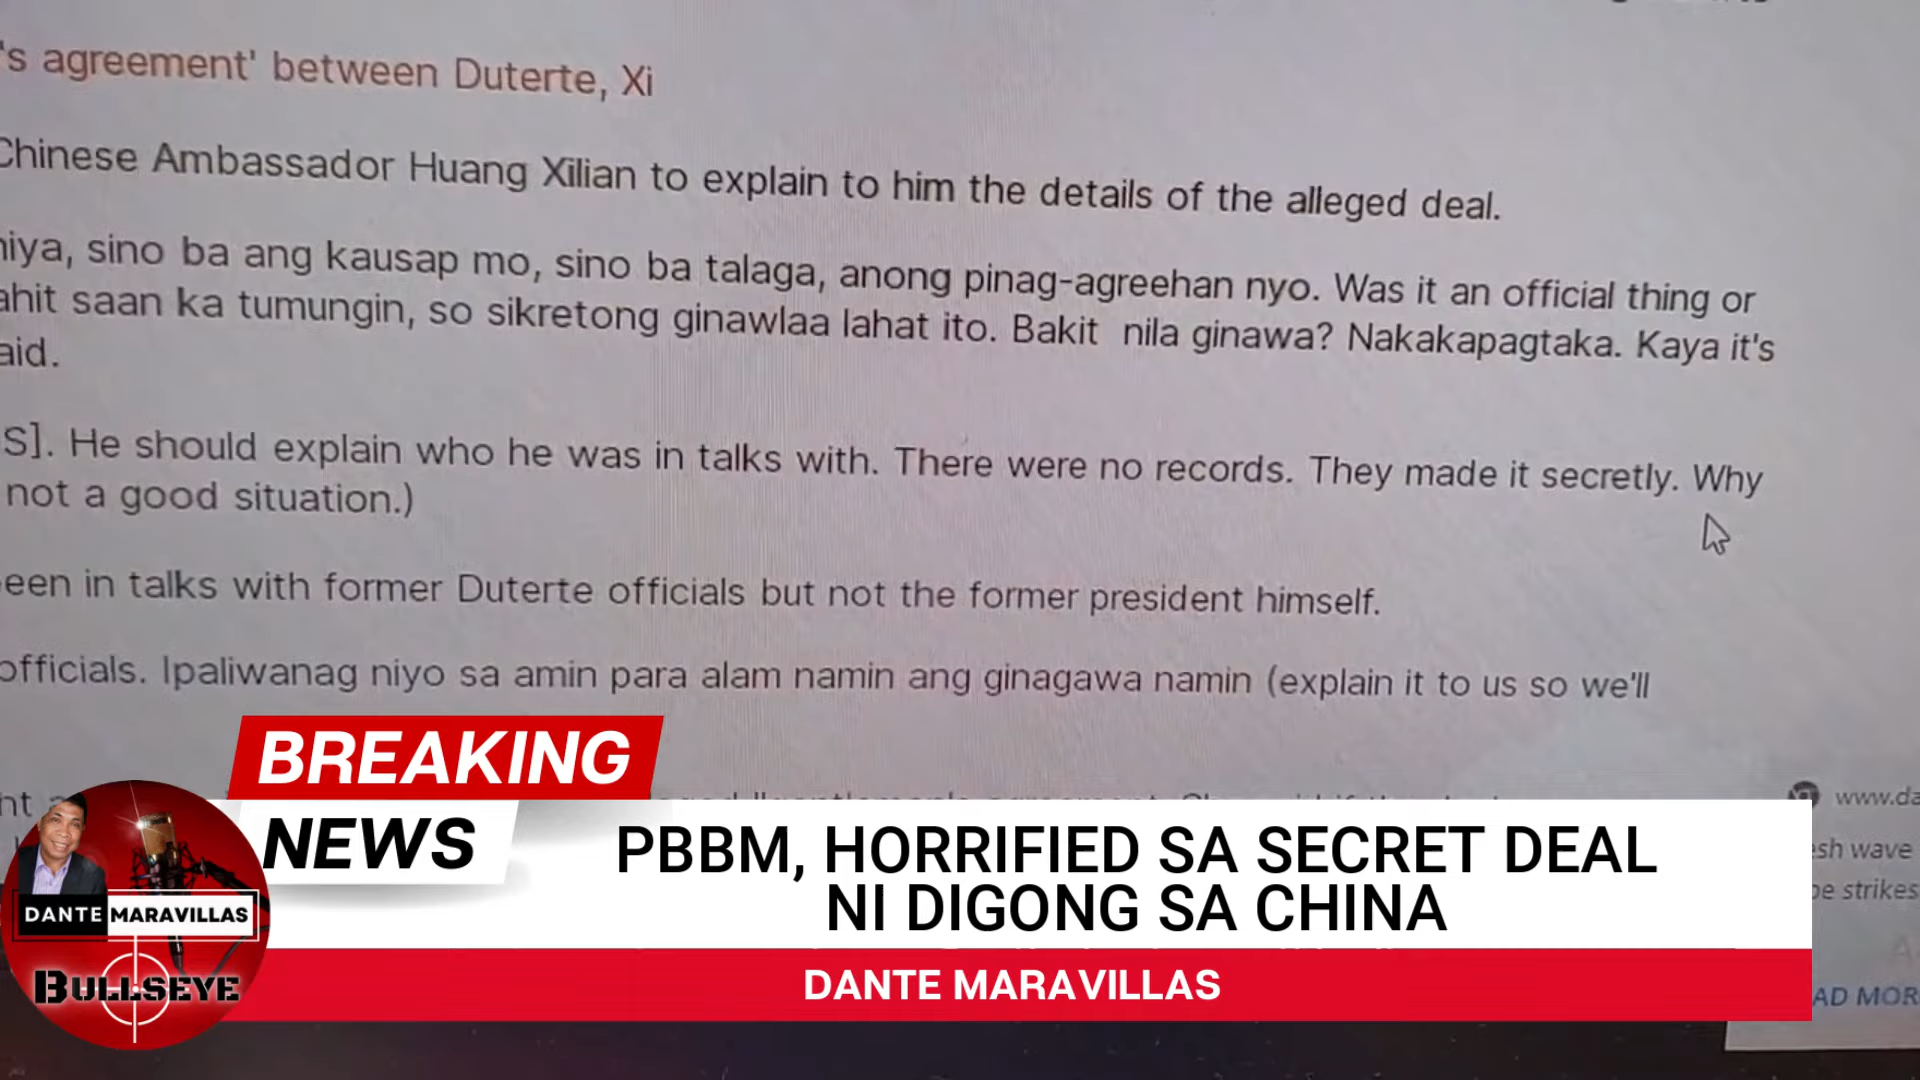 's agreement' between Duterte, Xi
Chinese Ambassador Huang Xilian to explain to him the details of the alleged deal.
niya, sino ba ang kausap mo, sino ba talaga, anong pinag-agreehan nyo. Was it an official thing or
ahit saan ka tumungin, so sikretong ginawlaa lahat ito. Bakit nila ginawa? Nakakapagtaka. Kaya it's
aid.
S]. He should explain who he was in talks with. There were no records. They made it secretly. Why
not a good situation.)
een in talks with former Duterte officials but not the former president himself.
officials. Ipaliwanag niyo sa amin para alam namin ang ginagawa namin (explain it to us so we'll
BREAKING
NEWS
PBBM, HORRIFIED SA SECRET DEAL
NI DIGONG SA CHINA
DANTE MARAVILLAS
DANTE MARAVILLAS
BULLSEYE
www.da
esh wave
be strikes
AD MOR